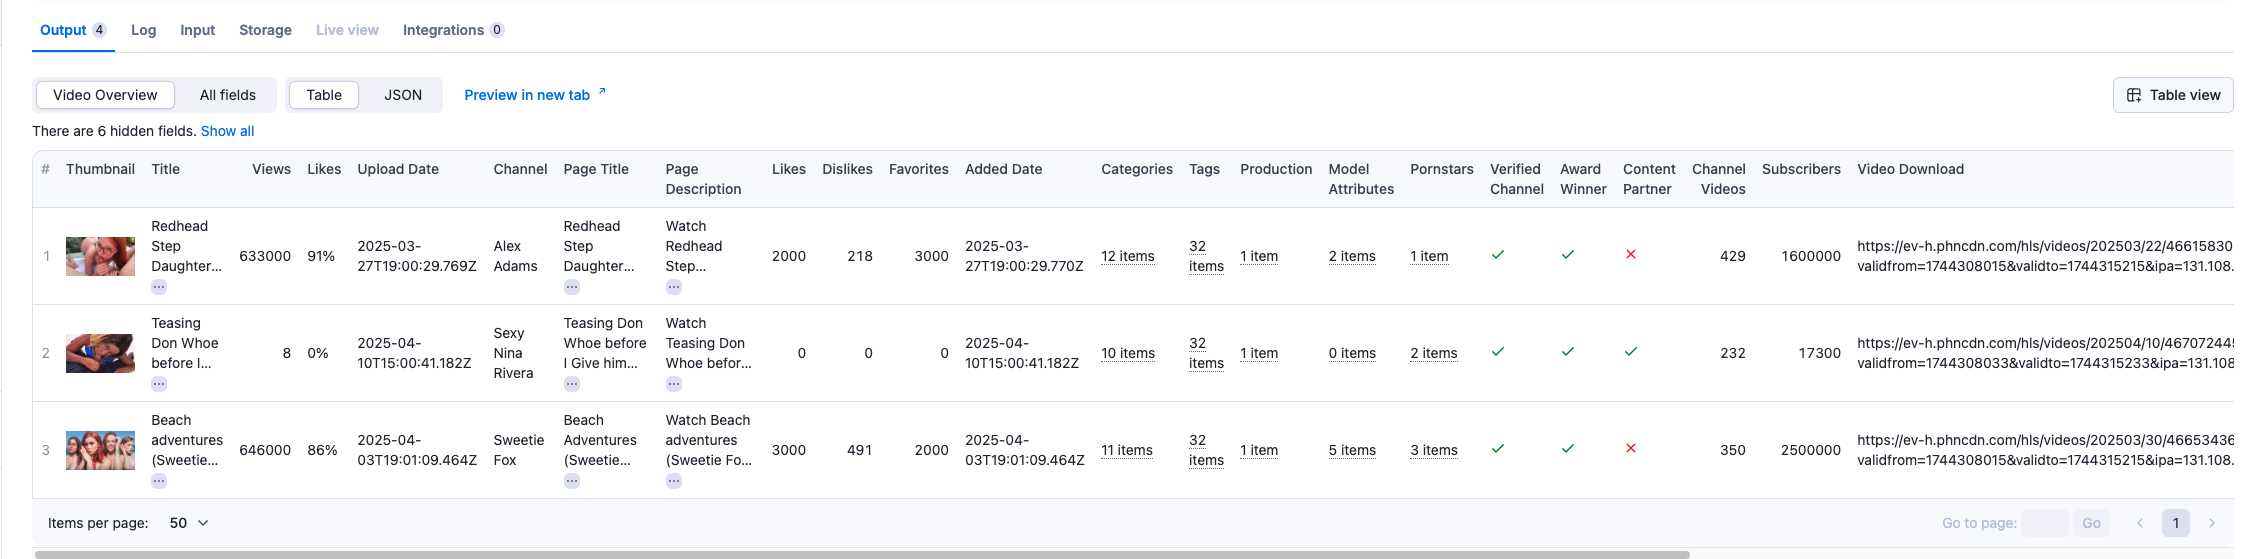 Output 4 Log Input Storage Live view Integrations 0
Video Overview All fields Table JSON Preview in new tab Table view
There are 6 hidden fields. Show all
# Thumbnail Title Views Likes Upload Date Channel Page Title Page Description Likes Dislikes Favorites Added Date Categories Tags Production Model Attributes Pornstars Verified Channel Award Winner Content Partner Channel Videos Subscribers Video Download
1
Redhead
Step
Daughter...
...
633000
91%
2025-03-
27T19:00:29.769Z
Alex
Adams
Redhead
Step
Daughter...
...
Watch
Redhead
Step...
...
2000
218
3000
2025-03-
27T19:00:29.770Z
12 items
32
items
1 item
2 items
1 item
429
1600000
https://ev-h.phncdn.com/hls/videos/202503/22/46615830
validfrom=1744308015&validto=1744315215&ipa=131.108.
2
Teasing
Don Whoe
before I...
...
8
0%
2025-04-
10T15:00:41.182Z
Sexy
Nina
Rivera
Teasing Don
Whoe before
I Give him...
...
Watch
Teasing Don
Whoe befor...
...
0
0
0
2025-04-
10T15:00:41.182Z
10 items
32
items
1 item
0 items
2 items
232
17300
https://ev-h.phncdn.com/hls/videos/202504/10/467072445
validfrom=1744308033&validto=1744315233&ipa=131.108
3
Beach
adventures
(Sweetie...
...
646000
86%
2025-04-
03T19:01:09.464Z
Sweetie
Fox
Beach
Adventures
(Sweetie...
...
Watch Beach
adventures
(Sweetie Fo...
...
3000
491
2000
2025-04-
03T19:01:09.464Z
11 items
32
items
1 item
5 items
3 items
350
2500000
https://ev-h.phncdn.com/hls/videos/202503/30/46653436
validfrom=1744308015&validto=1744315215&ipa=131.108.
Items per page: 50 Go to page: Go 1